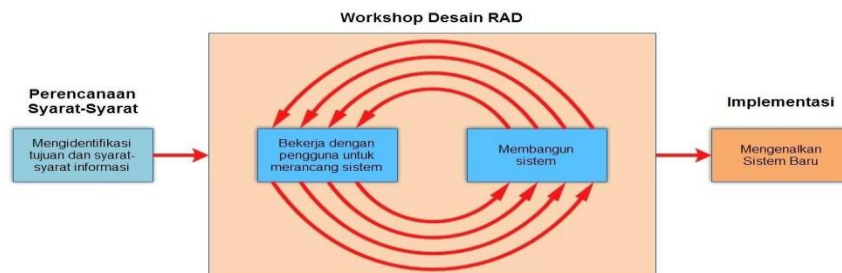 Workshop Desain RAD
Perencanaan
Syarat-Syarat
Mengidentifikasi
tujuan dan syarat-
syarat informasi
Bekerja dengan
pengguna untuk
merancang sistem
Membangun
sistem
Implementasi
Mengenalkan
Sistem Baru